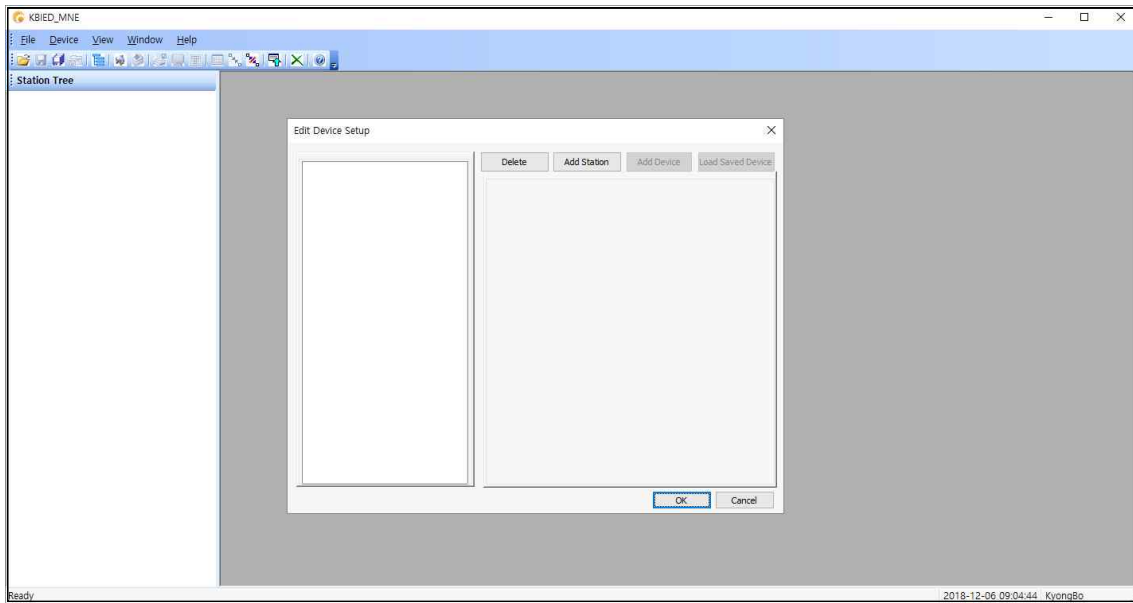 KBIED_MNE
File Device View Window Help
Station Tree
Edit Device Setup
Delete Add Station Add Device Load Saved Device
OK Cancel
Ready 2018-12-06 09:04:44 KyongBo